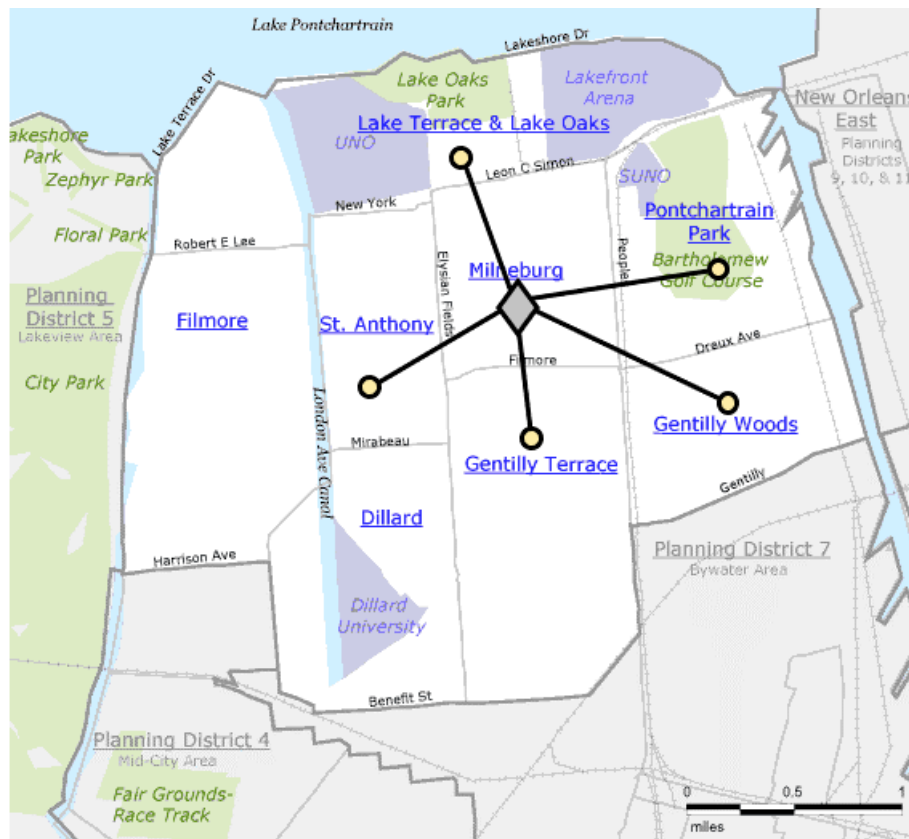 Lake Pontchartrain
Lakeshore Dr
Lake Terrace Dr
Lake Oaks
Park
Lakefront
Arena
New Orleans
East
Planning
Districts
9, 10, & 11
Lakeshore
Park
Zephyr Park
Floral Park
UNO
Lake Terrace & Lake Oaks
Leon C Simon
SUNO
New York
Robert E Lee
Elysian Fields
Peoples
Pontchartrain
Park
Bartholomew
Golf Course
Milneburg
Planning
District 5
Lakeview Area
City Park
Filmore
St. Anthony
Filmore
Dreux Ave
London Ave Canal
Mirabeau
Gentilly Terrace
Gentilly Woods
Gentilly
Dillard
Harrison Ave
Dillard
University
Planning District 7
Bywater Area
Benefit St
Planning District 4
Mid-City Area
Fair Grounds-
Race Track
0 0.5 1
miles